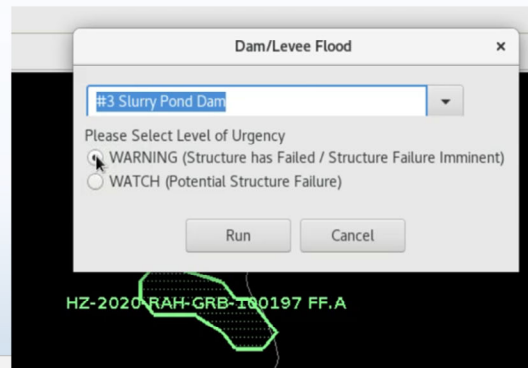 Dam/Levee Flood
#3 Slurry Pond Dam
Please Select Level of Urgency
WARNING (Structure has Failed / Structure Failure Imminent)
WATCH (Potential Structure Failure)
Run Cancel
HZ-2020-RAH-GRB-100197 FF.A